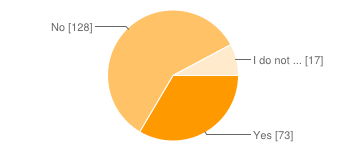 No [128]
I do not ... [17]
Yes [73]